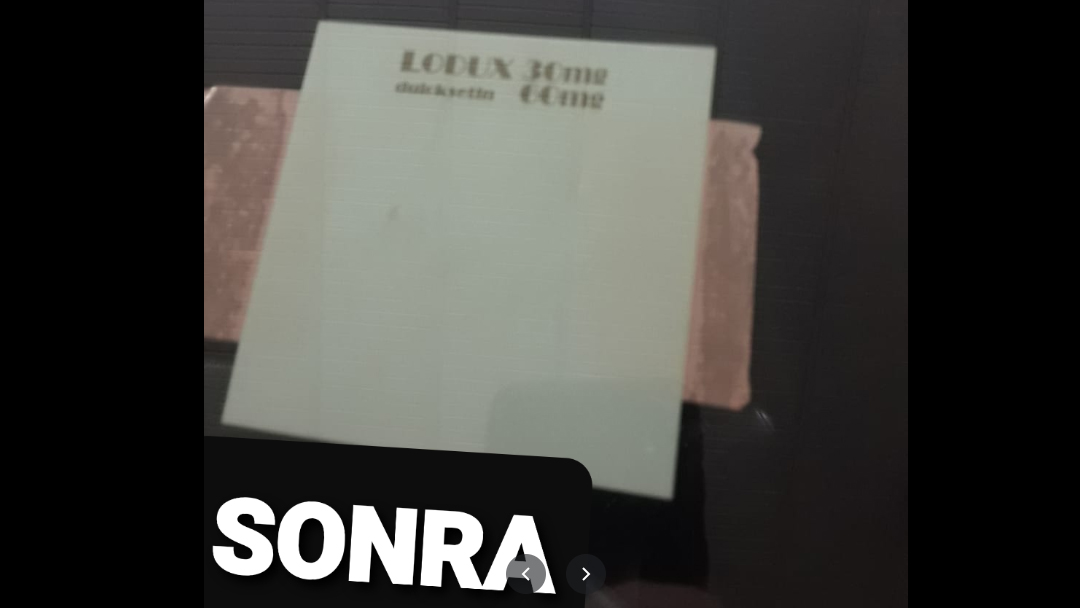 LODUX 30mg
duloksetin 60mg
SONRA